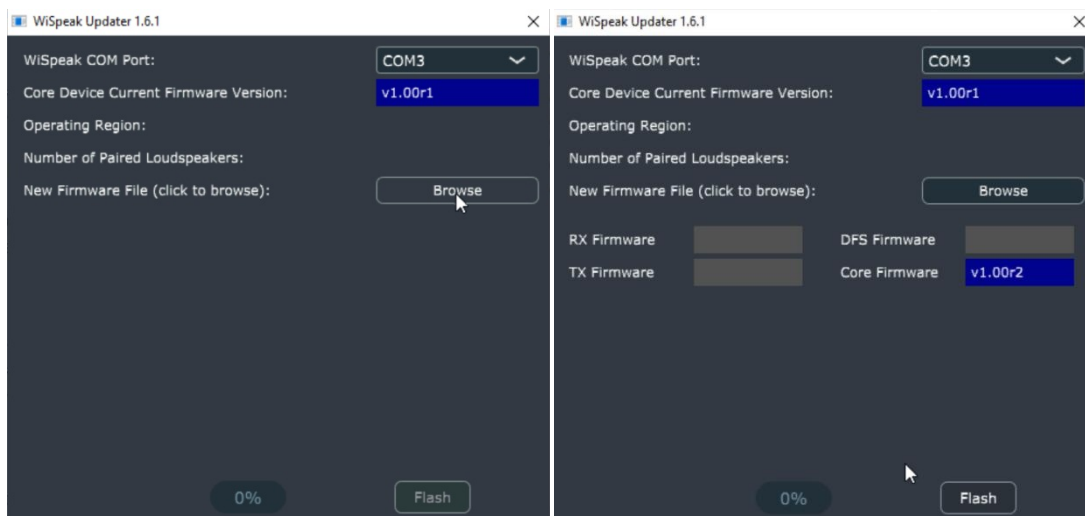 WiSpeak Updater 1.6.1
WiSpeak COM Port: COM3
Core Device Current Firmware Version: v1.00r1
Operating Region:
Number of Paired Loudspeakers:
New Firmware File (click to browse): Browse
0% Flash
WiSpeak Updater 1.6.1
WiSpeak COM Port: COM3
Core Device Current Firmware Version: v1.00r1
Operating Region:
Number of Paired Loudspeakers:
New Firmware File (click to browse): Browse
RX Firmware DFS Firmware
TX Firmware Core Firmware v1.00r2
0% Flash